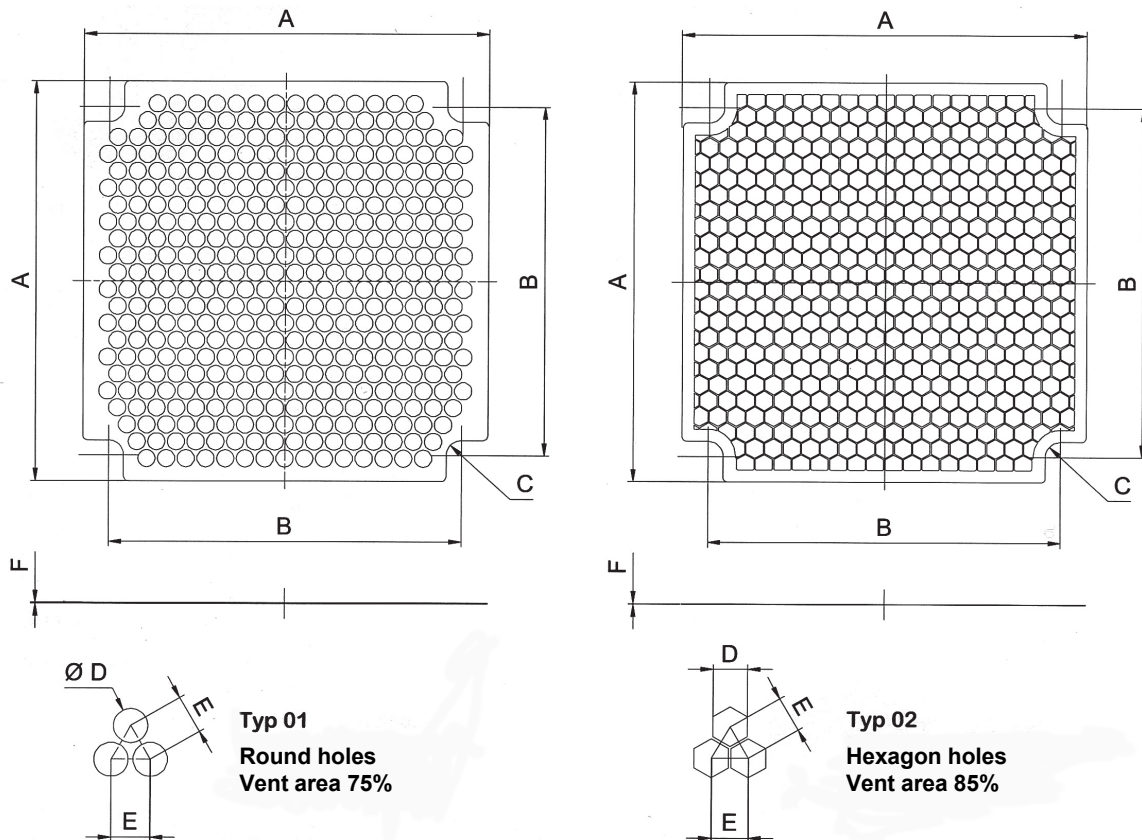 A
A
B
C
B
F
Ø D
E
E
Typ 01
Round holes
Vent area 75%
A
A
B
C
B
F
D
E
E
Typ 02
Hexagon holes
Vent area 85%